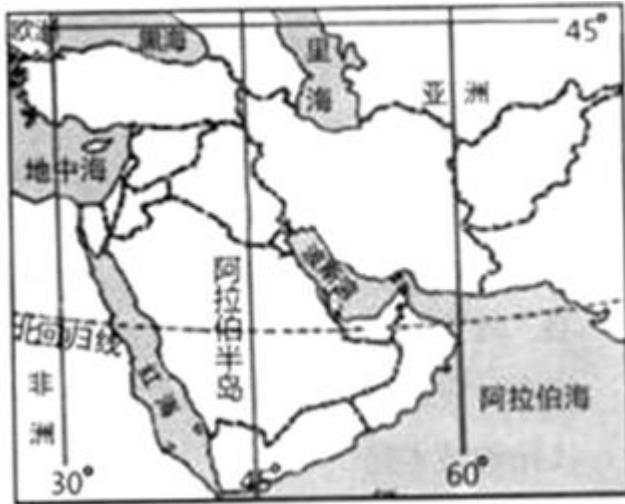 欧洲
黑海
45°
里海
亚洲
地中海
波斯湾
阿拉伯半岛
北回归线
红海
非洲
阿拉伯海
30°
45°
60°